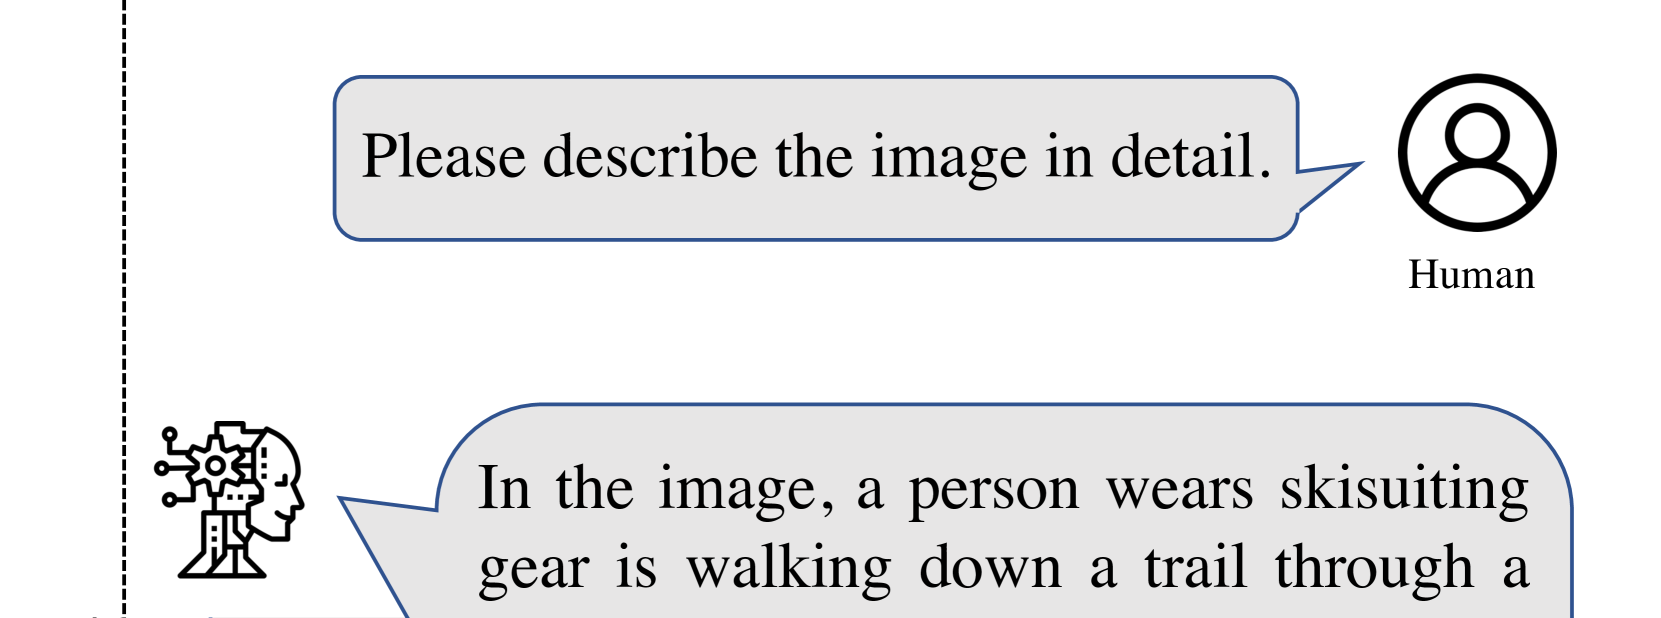 Please describe the image in detail.
Human
In the image, a person wears skisuiting
gear is walking down a trail through a